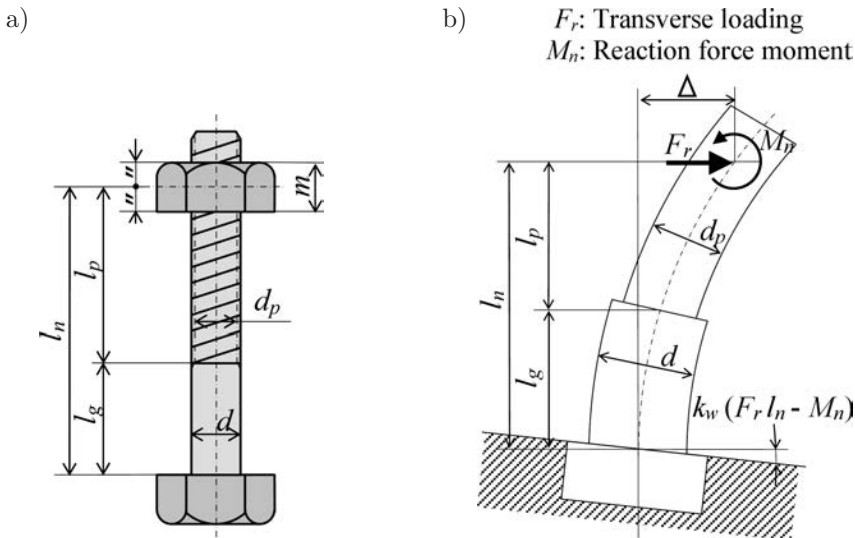 a)
" "
m
l_p
l_n
d_p
l_g
d
b)
F_r: Transverse loading
M_n: Reaction force moment
Δ
F_r
M_n
l_p
d_p
l_n
d
l_g
k_w (F_r l_n - M_n)